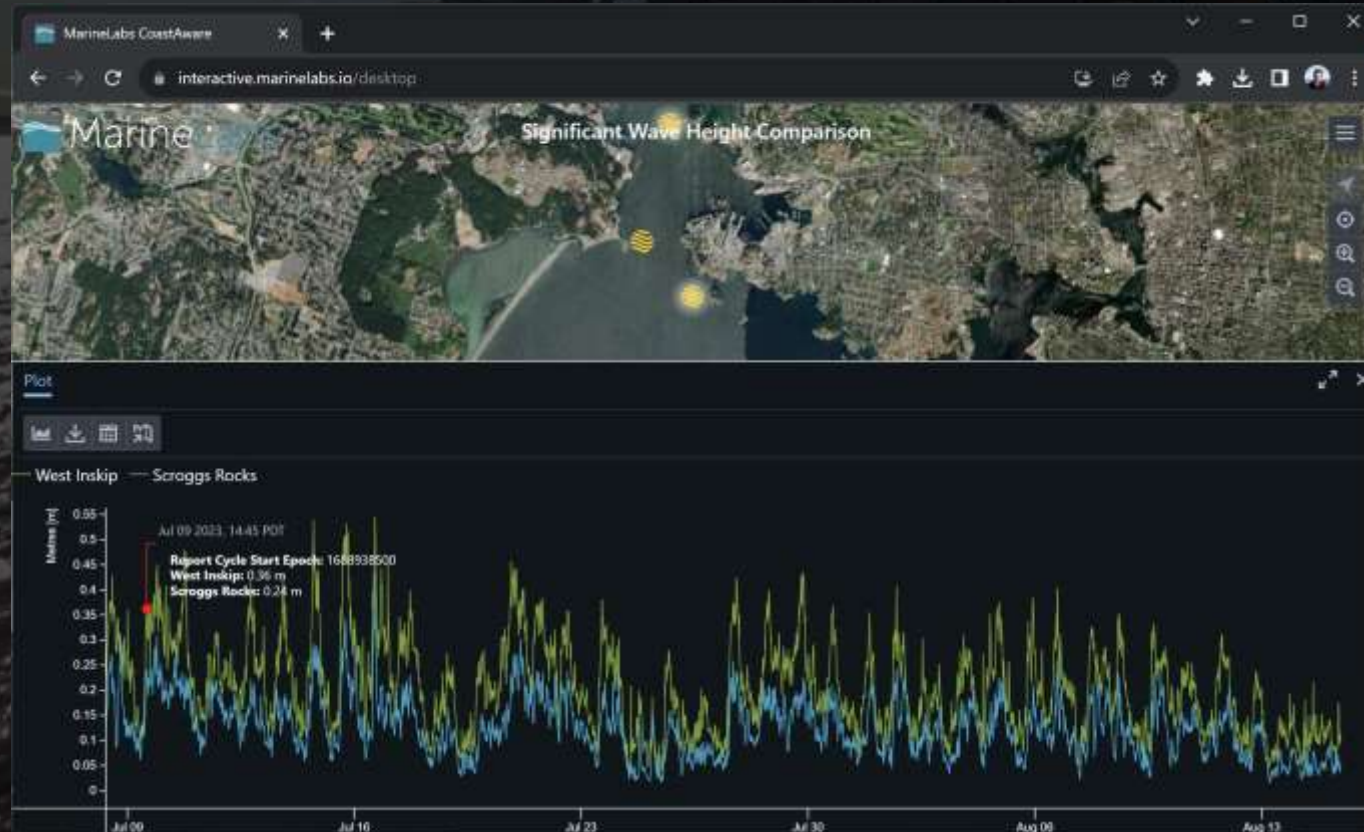 MarineLabs CoastAware
interactive.marinelabs.io/desktop
Marine
Significant Wave Height Comparison
Plot
West Inskip
Scroggs Rocks
Metres [m]
0.55
0.5
0.45
0.4
0.35
0.3
0.25
0.2
0.15
0.1
0.05
0
Jul 09 2023, 14:45 PDT
Report Cycle Start Epoch: 1688938500
West Inskip: 0.36 m
Scroggs Rocks: 0.24 m
Jul 09
Jul 16
Jul 23
Jul 30
Aug 06
Aug 13